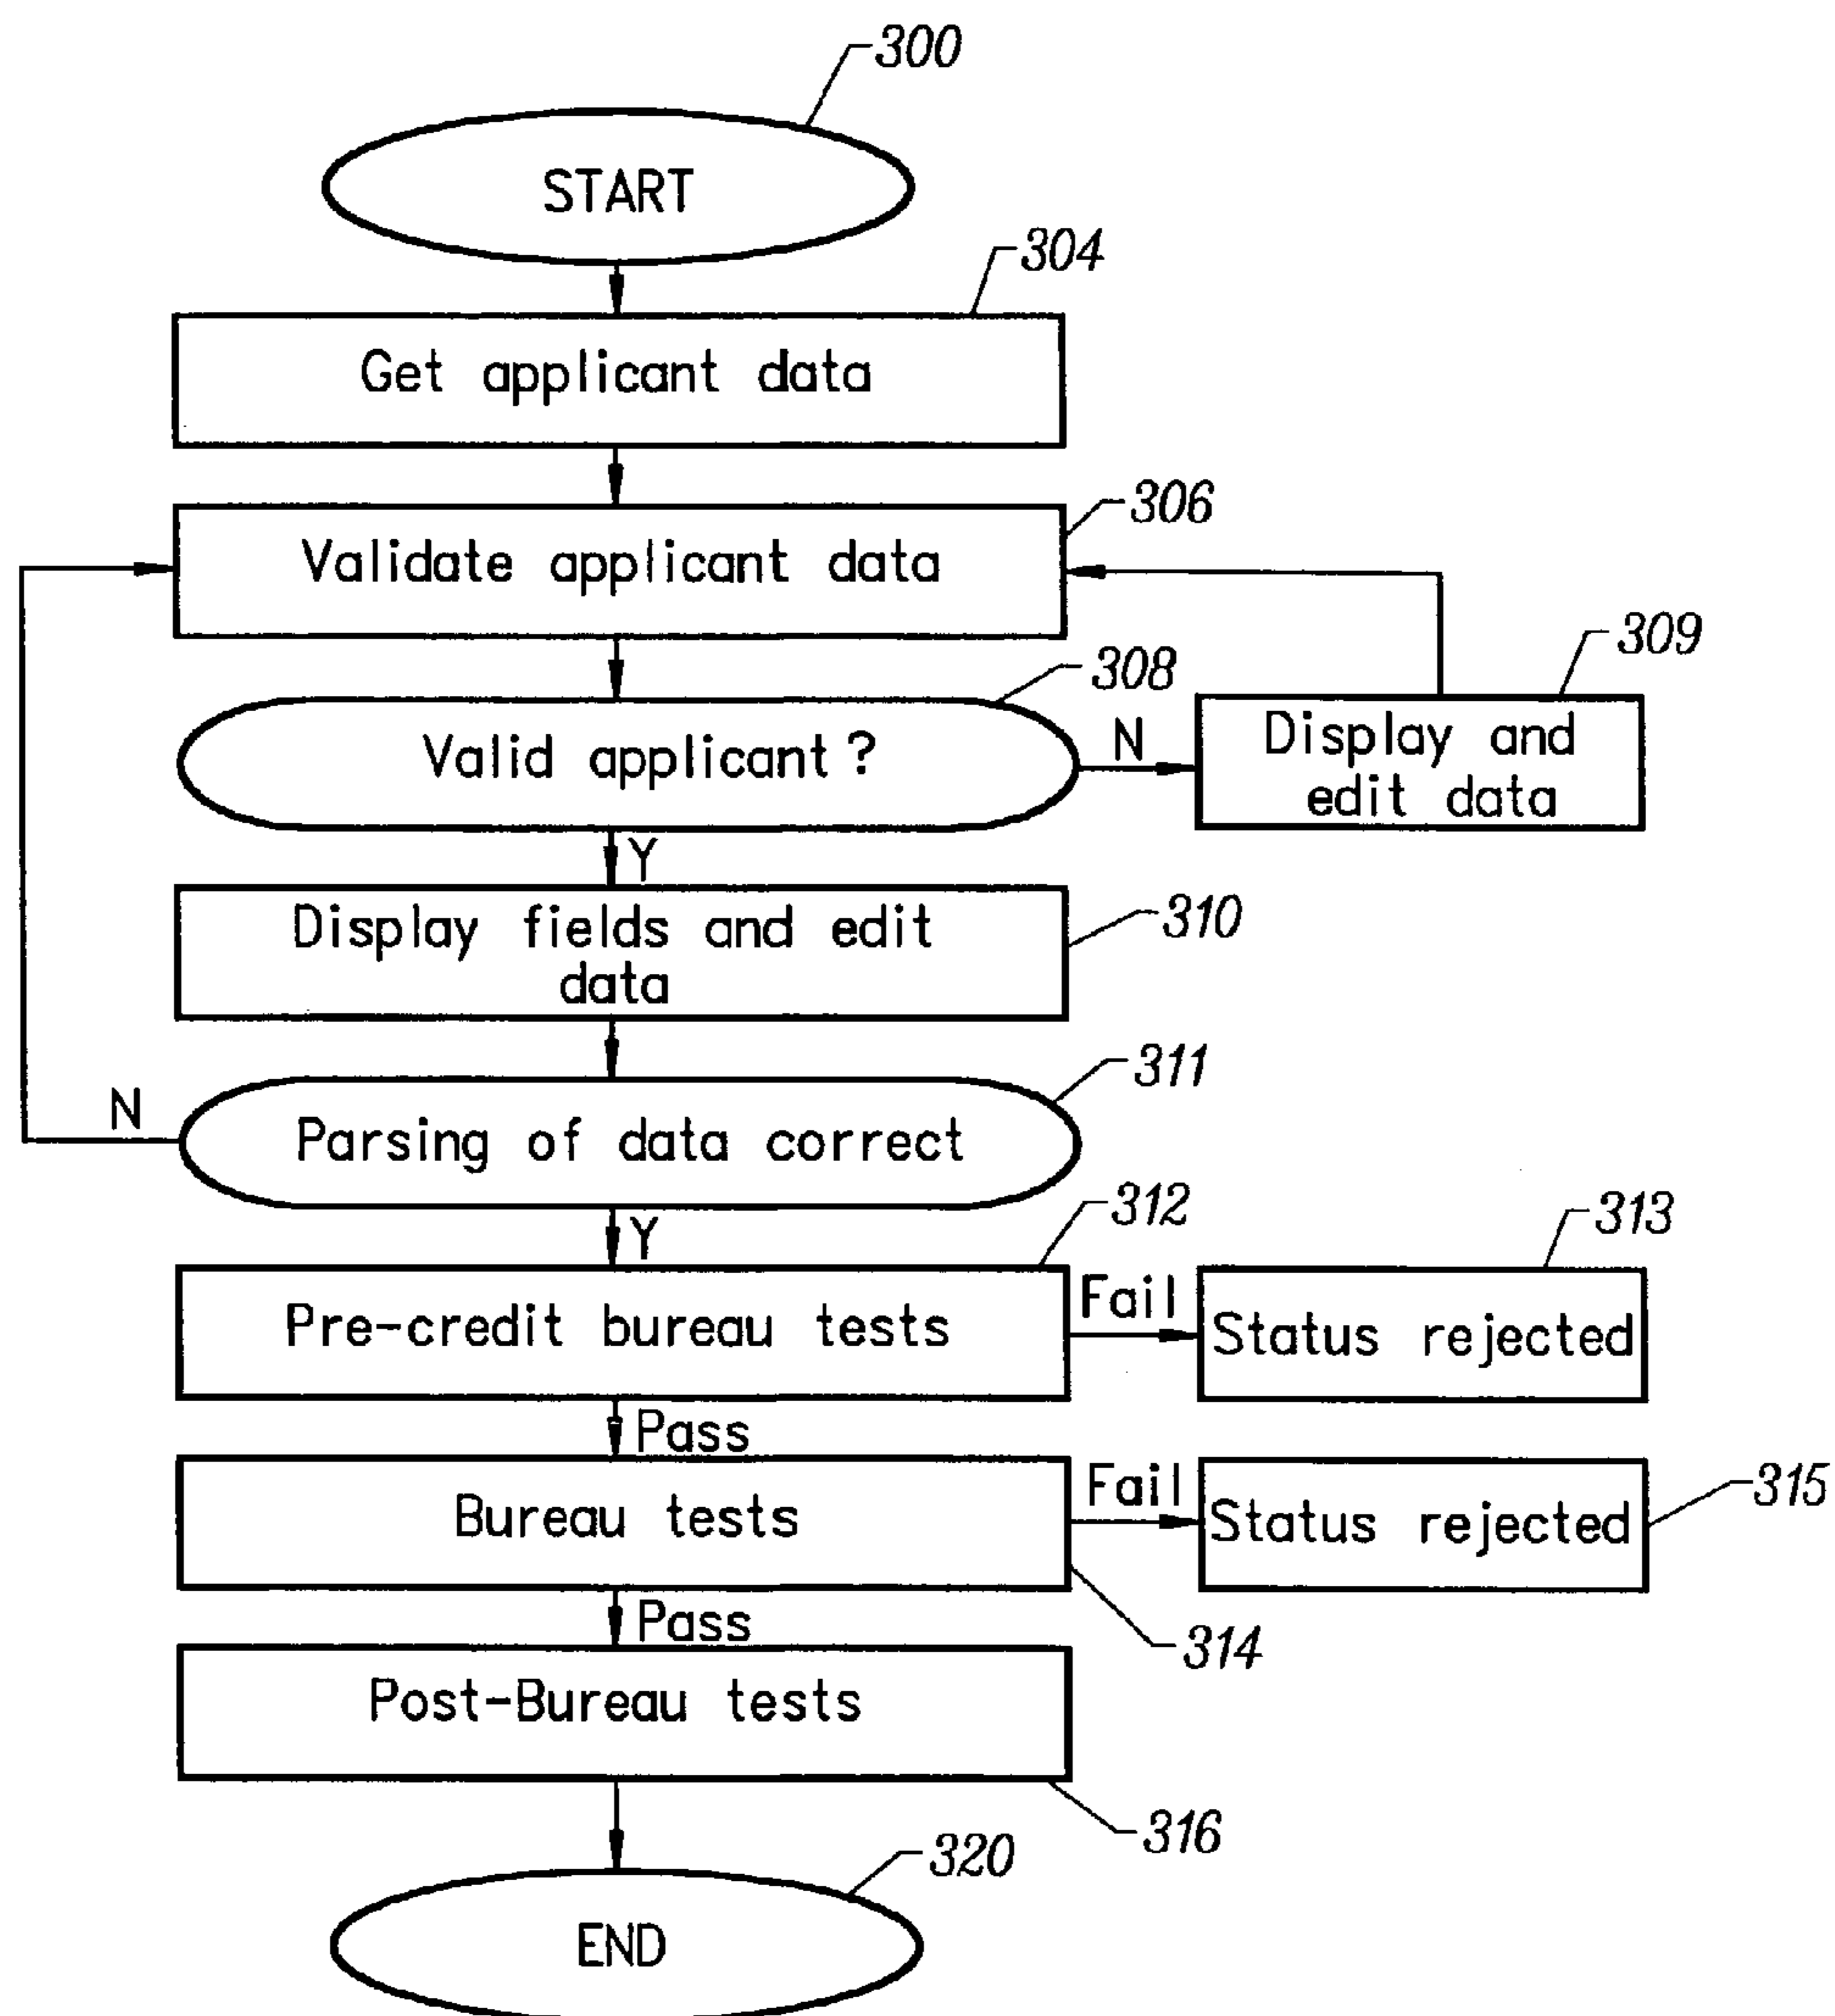 300
START
304
Get applicant data
306
Validate applicant data
308
309
Valid applicant?
N
Display and
edit data
Y
310
Display fields and edit
data
311
N
Parsing of data correct
Y
312
313
Pre-credit bureau tests
Fail
Status rejected
Pass
Bureau tests
Fail
Status rejected
315
Pass
314
Post-Bureau tests
316
320
END